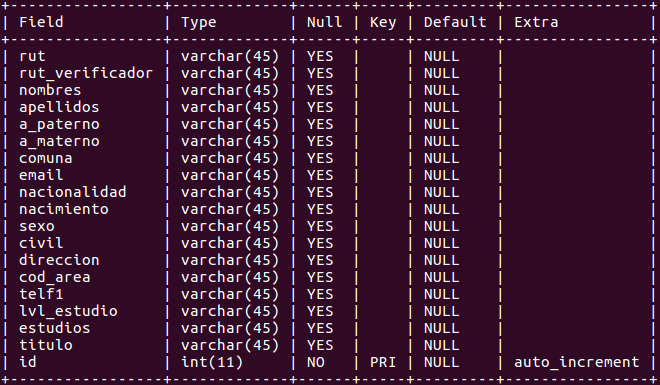 +------------------+-------------+------+-----+---------+----------------+
| Field            | Type        | Null | Key | Default | Extra          |
+------------------+-------------+------+-----+---------+----------------+
| rut              | varchar(45) | YES  |     | NULL    |                |
| rut_verificador  | varchar(45) | YES  |     | NULL    |                |
| nombres          | varchar(45) | YES  |     | NULL    |                |
| apellidos        | varchar(45) | YES  |     | NULL    |                |
| a_paterno        | varchar(45) | YES  |     | NULL    |                |
| a_materno        | varchar(45) | YES  |     | NULL    |                |
| comuna           | varchar(45) | YES  |     | NULL    |                |
| email            | varchar(45) | YES  |     | NULL    |                |
| nacionalidad     | varchar(45) | YES  |     | NULL    |                |
| nacimiento       | varchar(45) | YES  |     | NULL    |                |
| sexo             | varchar(45) | YES  |     | NULL    |                |
| civil            | varchar(45) | YES  |     | NULL    |                |
| direccion        | varchar(45) | YES  |     | NULL    |                |
| cod_area         | varchar(45) | YES  |     | NULL    |                |
| telf1            | varchar(45) | YES  |     | NULL    |                |
| lvl_estudio      | varchar(45) | YES  |     | NULL    |                |
| estudios         | varchar(45) | YES  |     | NULL    |                |
| titulo           | varchar(45) | YES  |     | NULL    |                |
| id               | int(11)     | NO   | PRI | NULL    | auto_increment |
+------------------+-------------+------+-----+---------+----------------+